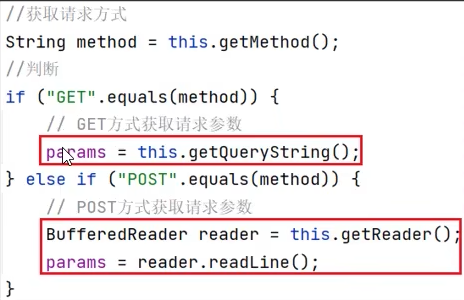 //获取请求方式
String method = this.getMethod();
//判断
if ("GET".equals(method)) {
// GET方式获取请求参数
params = this.getQueryString();
} else if ("POST".equals(method)) {
// POST方式获取请求参数
BufferedReader reader = this.getReader();
params = reader.readLine();
}